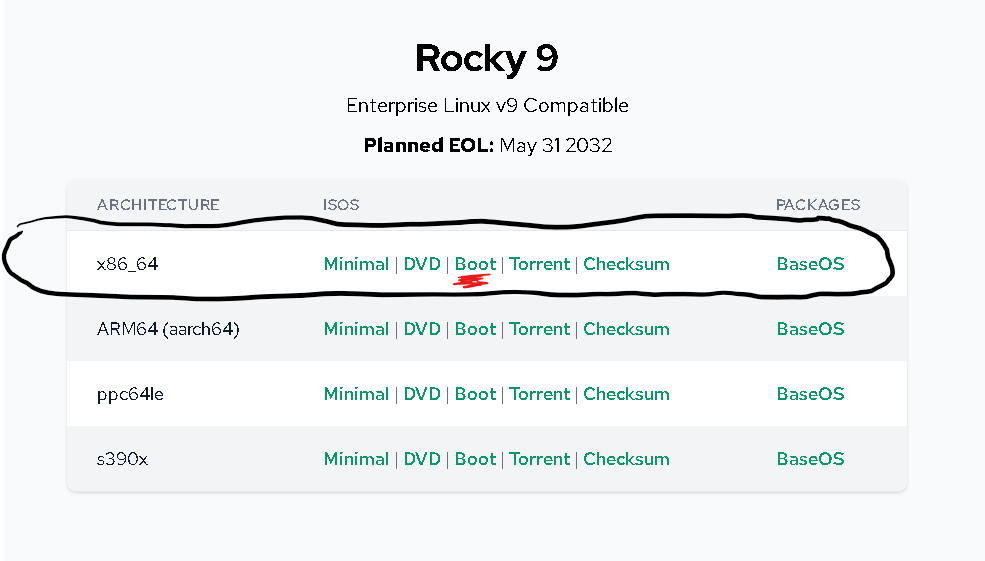 Rocky 9
Enterprise Linux v9 Compatible
Planned EOL: May 31 2032
ARCHITECTURE ISOS PACKAGES
x86_64 Minimal | DVD | Boot | Torrent | Checksum BaseOS
ARM64 (aarch64) Minimal | DVD | Boot | Torrent | Checksum BaseOS
ppc64le Minimal | DVD | Boot | Torrent | Checksum BaseOS
s390x Minimal | DVD | Boot | Torrent | Checksum BaseOS